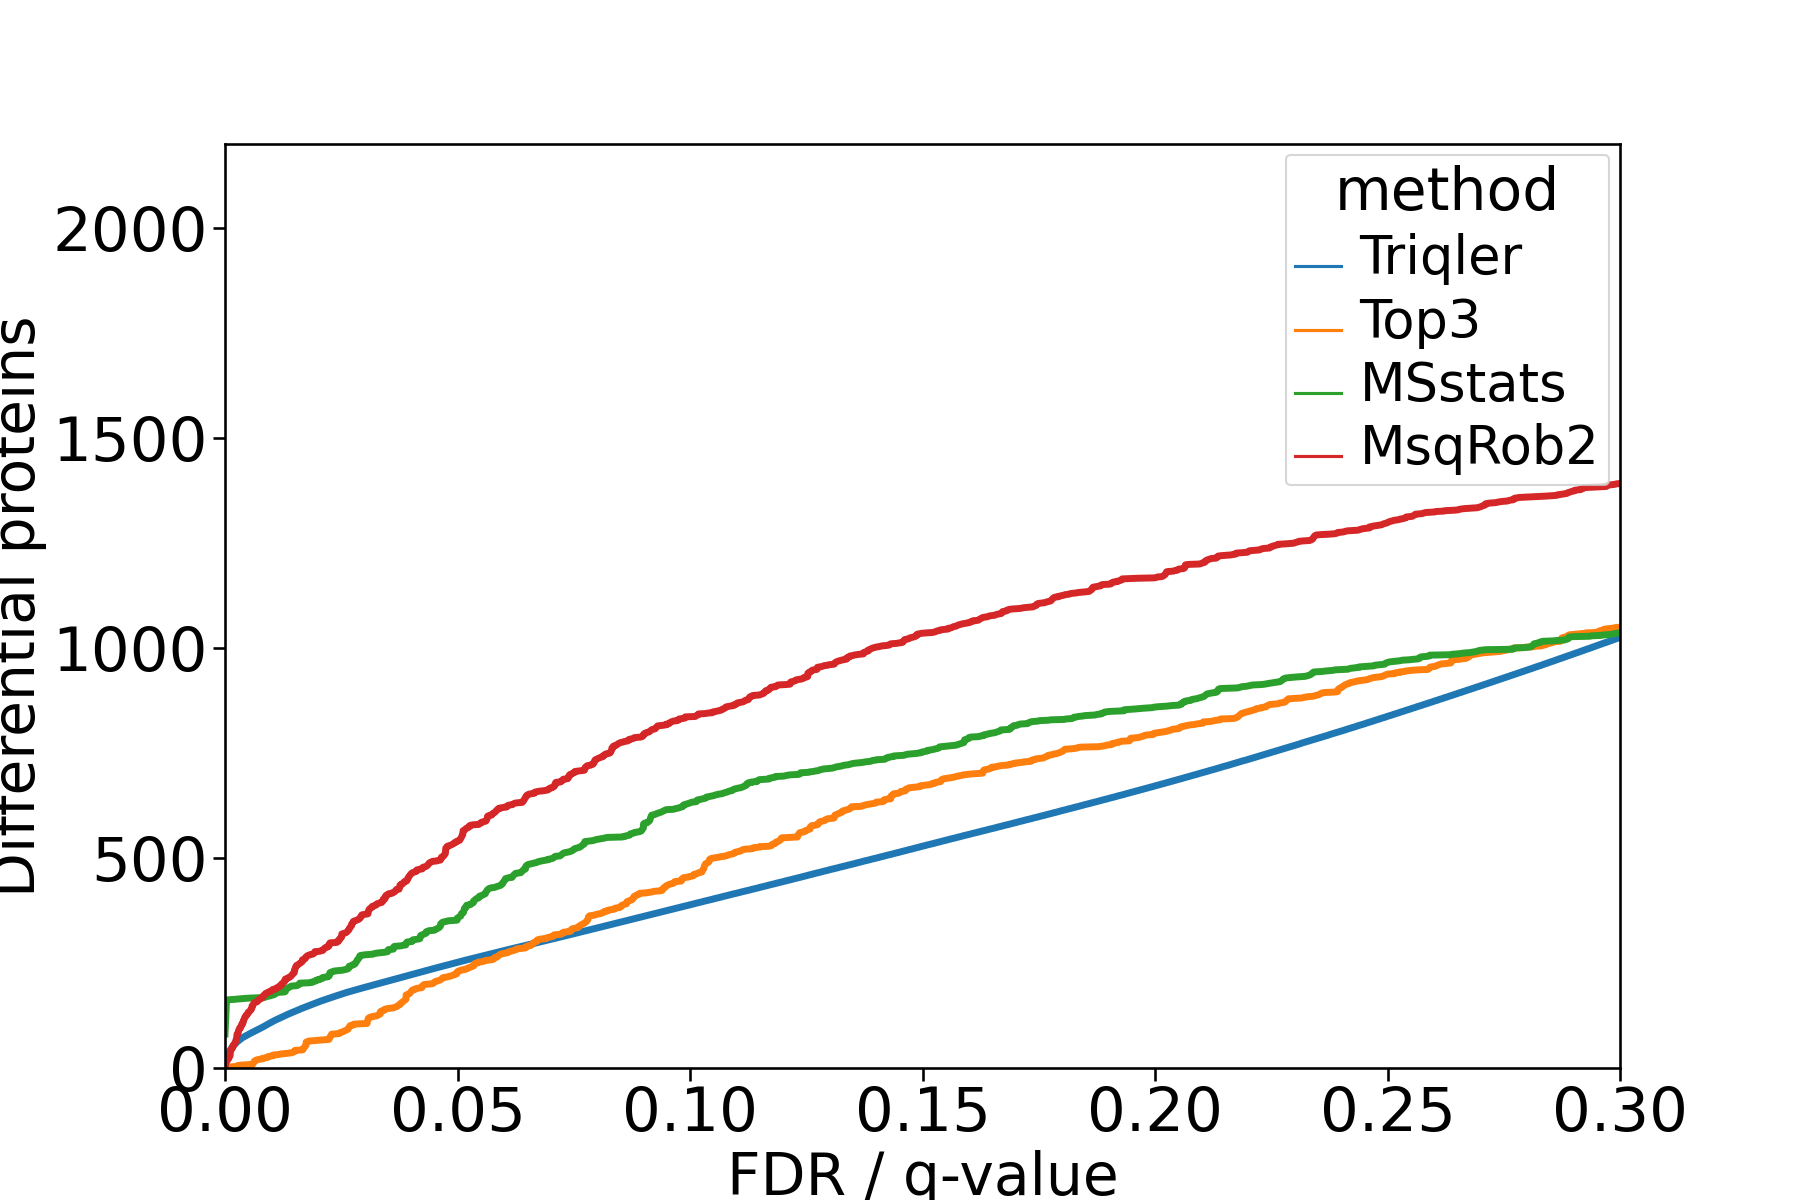 method
Triqler
Top3
MSstats
MsqRob2
Differential proteins
2000
1500
1000
500
0
0.00 0.05 0.10 0.15 0.20 0.25 0.30
FDR / q-value